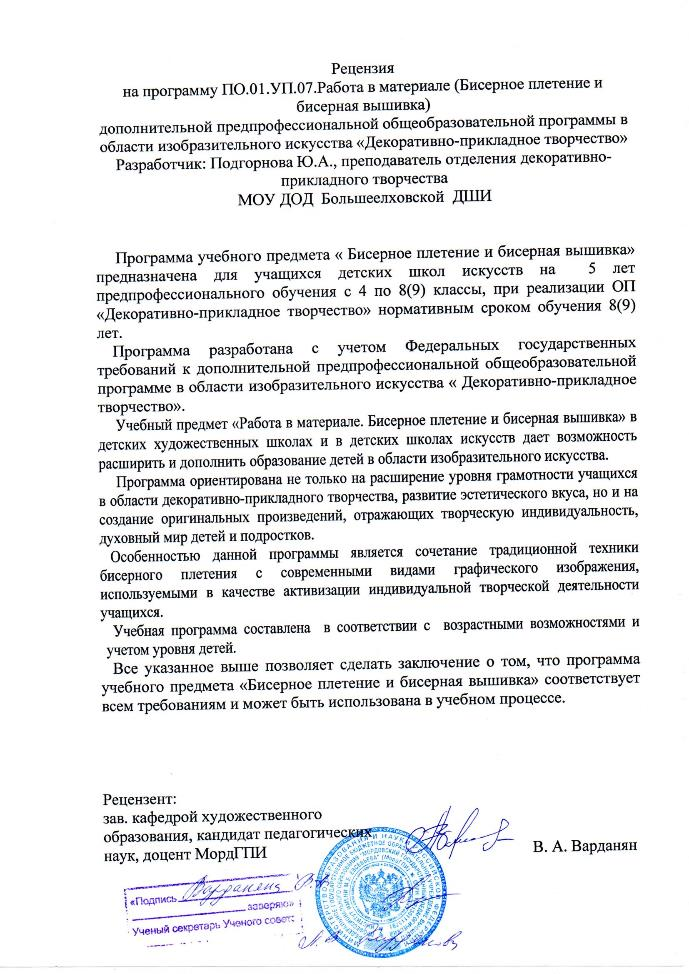 Рецензия
на программу ПО.01.УП.07.Работа в материале (Бисерное плетение и
бисерная вышивка)
дополнительной предпрофессиональной общеобразовательной программы в
области изобразительного искусства «Декоративно-прикладное творчество»
Разработчик: Подгорнова Ю.А., преподаватель отделения декоративно-
прикладного творчества
МОУ ДОД Большеелховской ДШИ
Программа учебного предмета « Бисерное плетение и бисерная вышивка»
предназначена для учащихся детских школ искусств на 5 лет
предпрофессионального обучения с 4 по 8(9) классы, при реализации ОП
«Декоративно-прикладное творчество» нормативным сроком обучения 8(9)
лет.
Программа разработана с учетом Федеральных государственных
требований к дополнительной предпрофессиональной общеобразовательной
программе в области изобразительного искусства « Декоративно-прикладное
творчество».
Учебный предмет «Работа в материале. Бисерное плетение и бисерная вышивка» в
детских художественных школах и в детских школах искусств дает возможность
расширить и дополнить образование детей в области изобразительного искусства.
Программа ориентирована не только на расширение уровня грамотности учащихся
в области декоративно-прикладного творчества, развитие эстетического вкуса, но и на
создание оригинальных произведений, отражающих творческую индивидуальность,
духовный мир детей и подростков.
Особенностью данной программы является сочетание традиционной техники
бисерного плетения с современными видами графического изображения,
используемыми в качестве активизации индивидуальной творческой деятельности
учащихся.
Учебная программа составлена в соответствии с возрастными возможностями и
учетом уровня детей.
Все указанное выше позволяет сделать заключение о том, что программа
учебного предмета «Бисерное плетение и бисерная вышивка» соответствует
всем требованиям и может быть использована в учебном процессе.
Рецензент:
зав. кафедрой художественного
образования, кандидат педагогических
наук, доцент МордГПИ В. А. Варданян
«Подпись
заверяю»
Ученый секретарь Ученого совета